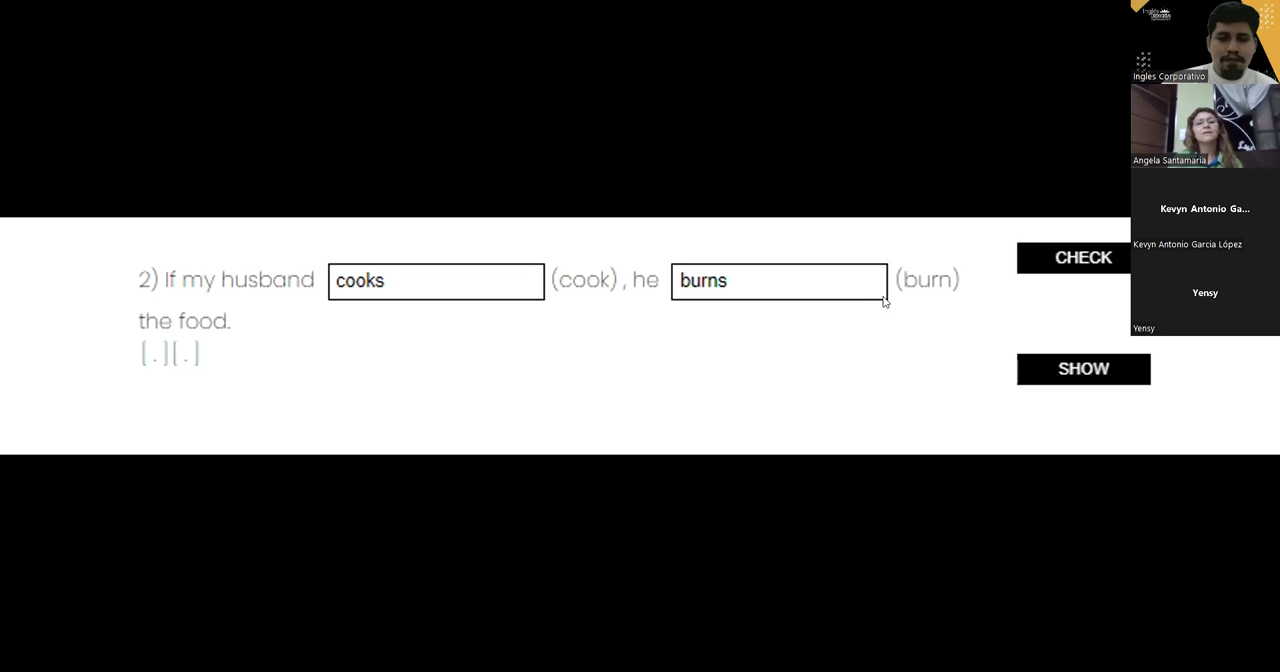 2) If my husband cooks (cook), he burns (burn)
the food.
[ . ][ . ]
CHECK
SHOW
Ingles Corporativo
Angela Santamaria
Kevyn Antonio Ga...
Kevyn Antonio Garcia López
Yensy
Yensy